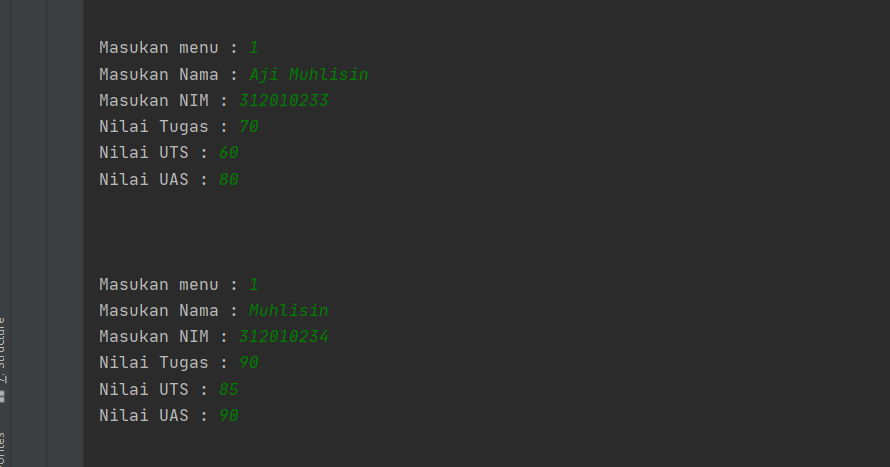 Masukan menu : 1
Masukan Nama : Aji Muhlisin
Masukan NIM : 312010233
Nilai Tugas : 70
Nilai UTS : 60
Nilai UAS : 80
Masukan menu : 1
Masukan Nama : Muhlisin
Masukan NIM : 312010234
Nilai Tugas : 90
Nilai UTS : 85
Nilai UAS : 90
7: Structure